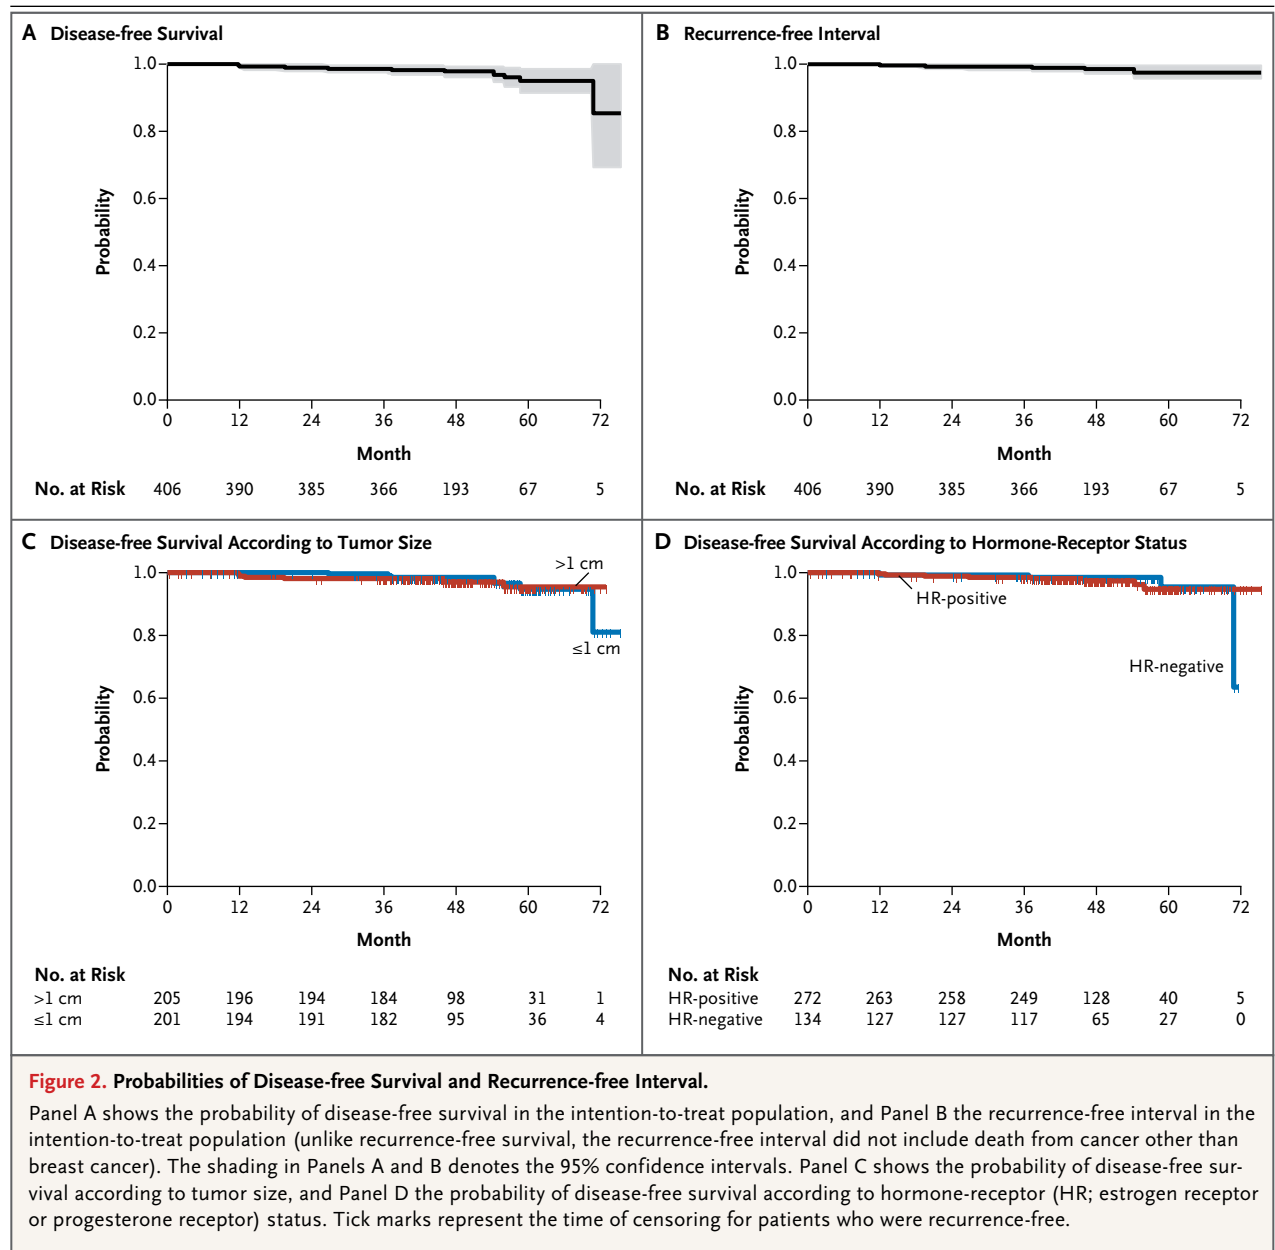 A Disease-free Survival
1.0
0.8
0.6
0.4
0.2
0.0
Probability
0 12 24 36 48 60 72
Month
No. at Risk 406 390 385 366 193 67 5
B Recurrence-free Interval
1.0
0.8
0.6
0.4
0.2
0.0
Probability
0 12 24 36 48 60 72
Month
No. at Risk 406 390 385 366 193 67 5
C Disease-free Survival According to Tumor Size
>1 cm
≤1 cm
1.0
0.8
0.6
0.4
0.2
0.0
Probability
0 12 24 36 48 60 72
Month
No. at Risk
>1 cm 205 196 194 184 98 31 1
≤1 cm 201 194 191 182 95 36 4
D Disease-free Survival According to Hormone-Receptor Status
HR-positive
HR-negative
1.0
0.8
0.6
0.4
0.2
0.0
Probability
0 12 24 36 48 60 72
Month
No. at Risk
HR-positive 272 263 258 249 128 40 5
HR-negative 134 127 127 117 65 27 0
Figure 2. Probabilities of Disease-free Survival and Recurrence-free Interval.
Panel A shows the probability of disease-free survival in the intention-to-treat population, and Panel B the recurrence-free interval in the
intention-to-treat population (unlike recurrence-free survival, the recurrence-free interval did not include death from cancer other than
breast cancer). The shading in Panels A and B denotes the 95% confidence intervals. Panel C shows the probability of disease-free sur-
vival according to tumor size, and Panel D the probability of disease-free survival according to hormone-receptor (HR; estrogen receptor
or progesterone receptor) status. Tick marks represent the time of censoring for patients who were recurrence-free.